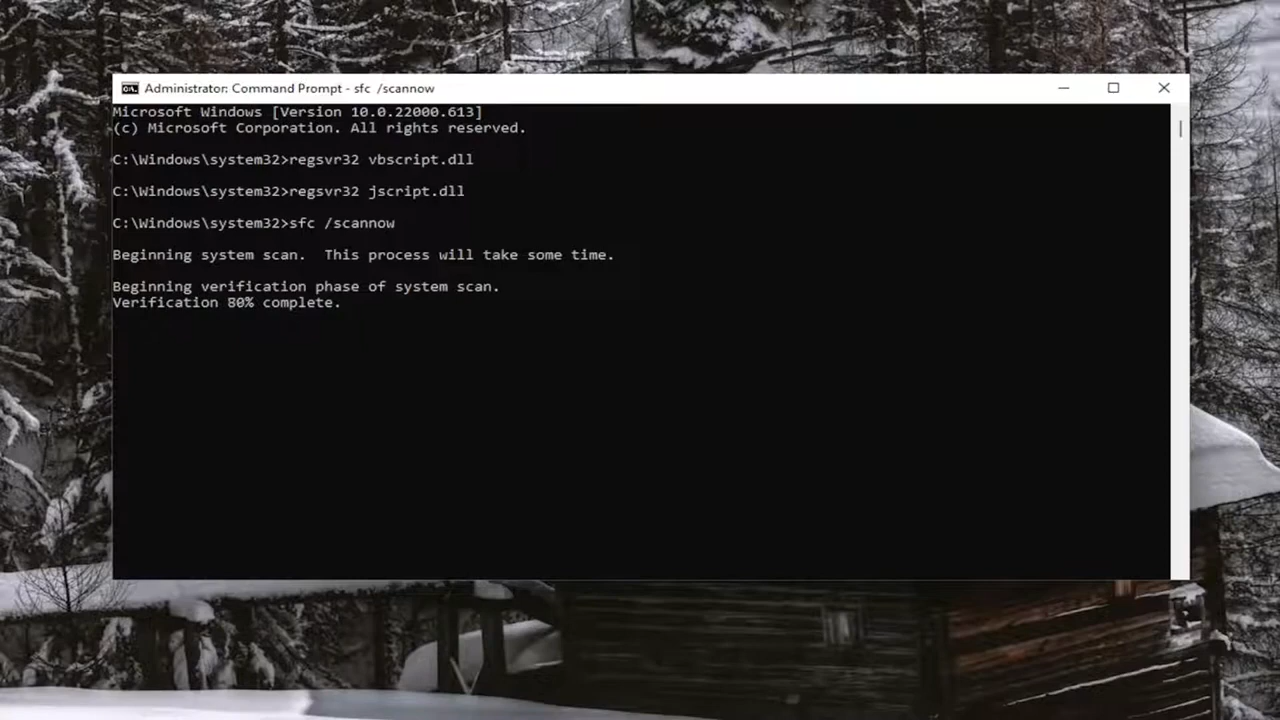 Administrator: Command Prompt - sfc /scannow
Microsoft Windows [Version 10.0.22000.613]
(c) Microsoft Corporation. All rights reserved.
C:\Windows\system32>regsvr32 vbscript.dll
C:\Windows\system32>regsvr32 jscript.dll
C:\Windows\system32>sfc /scannow
Beginning system scan.  This process will take some time.
Beginning verification phase of system scan.
Verification 80% complete.